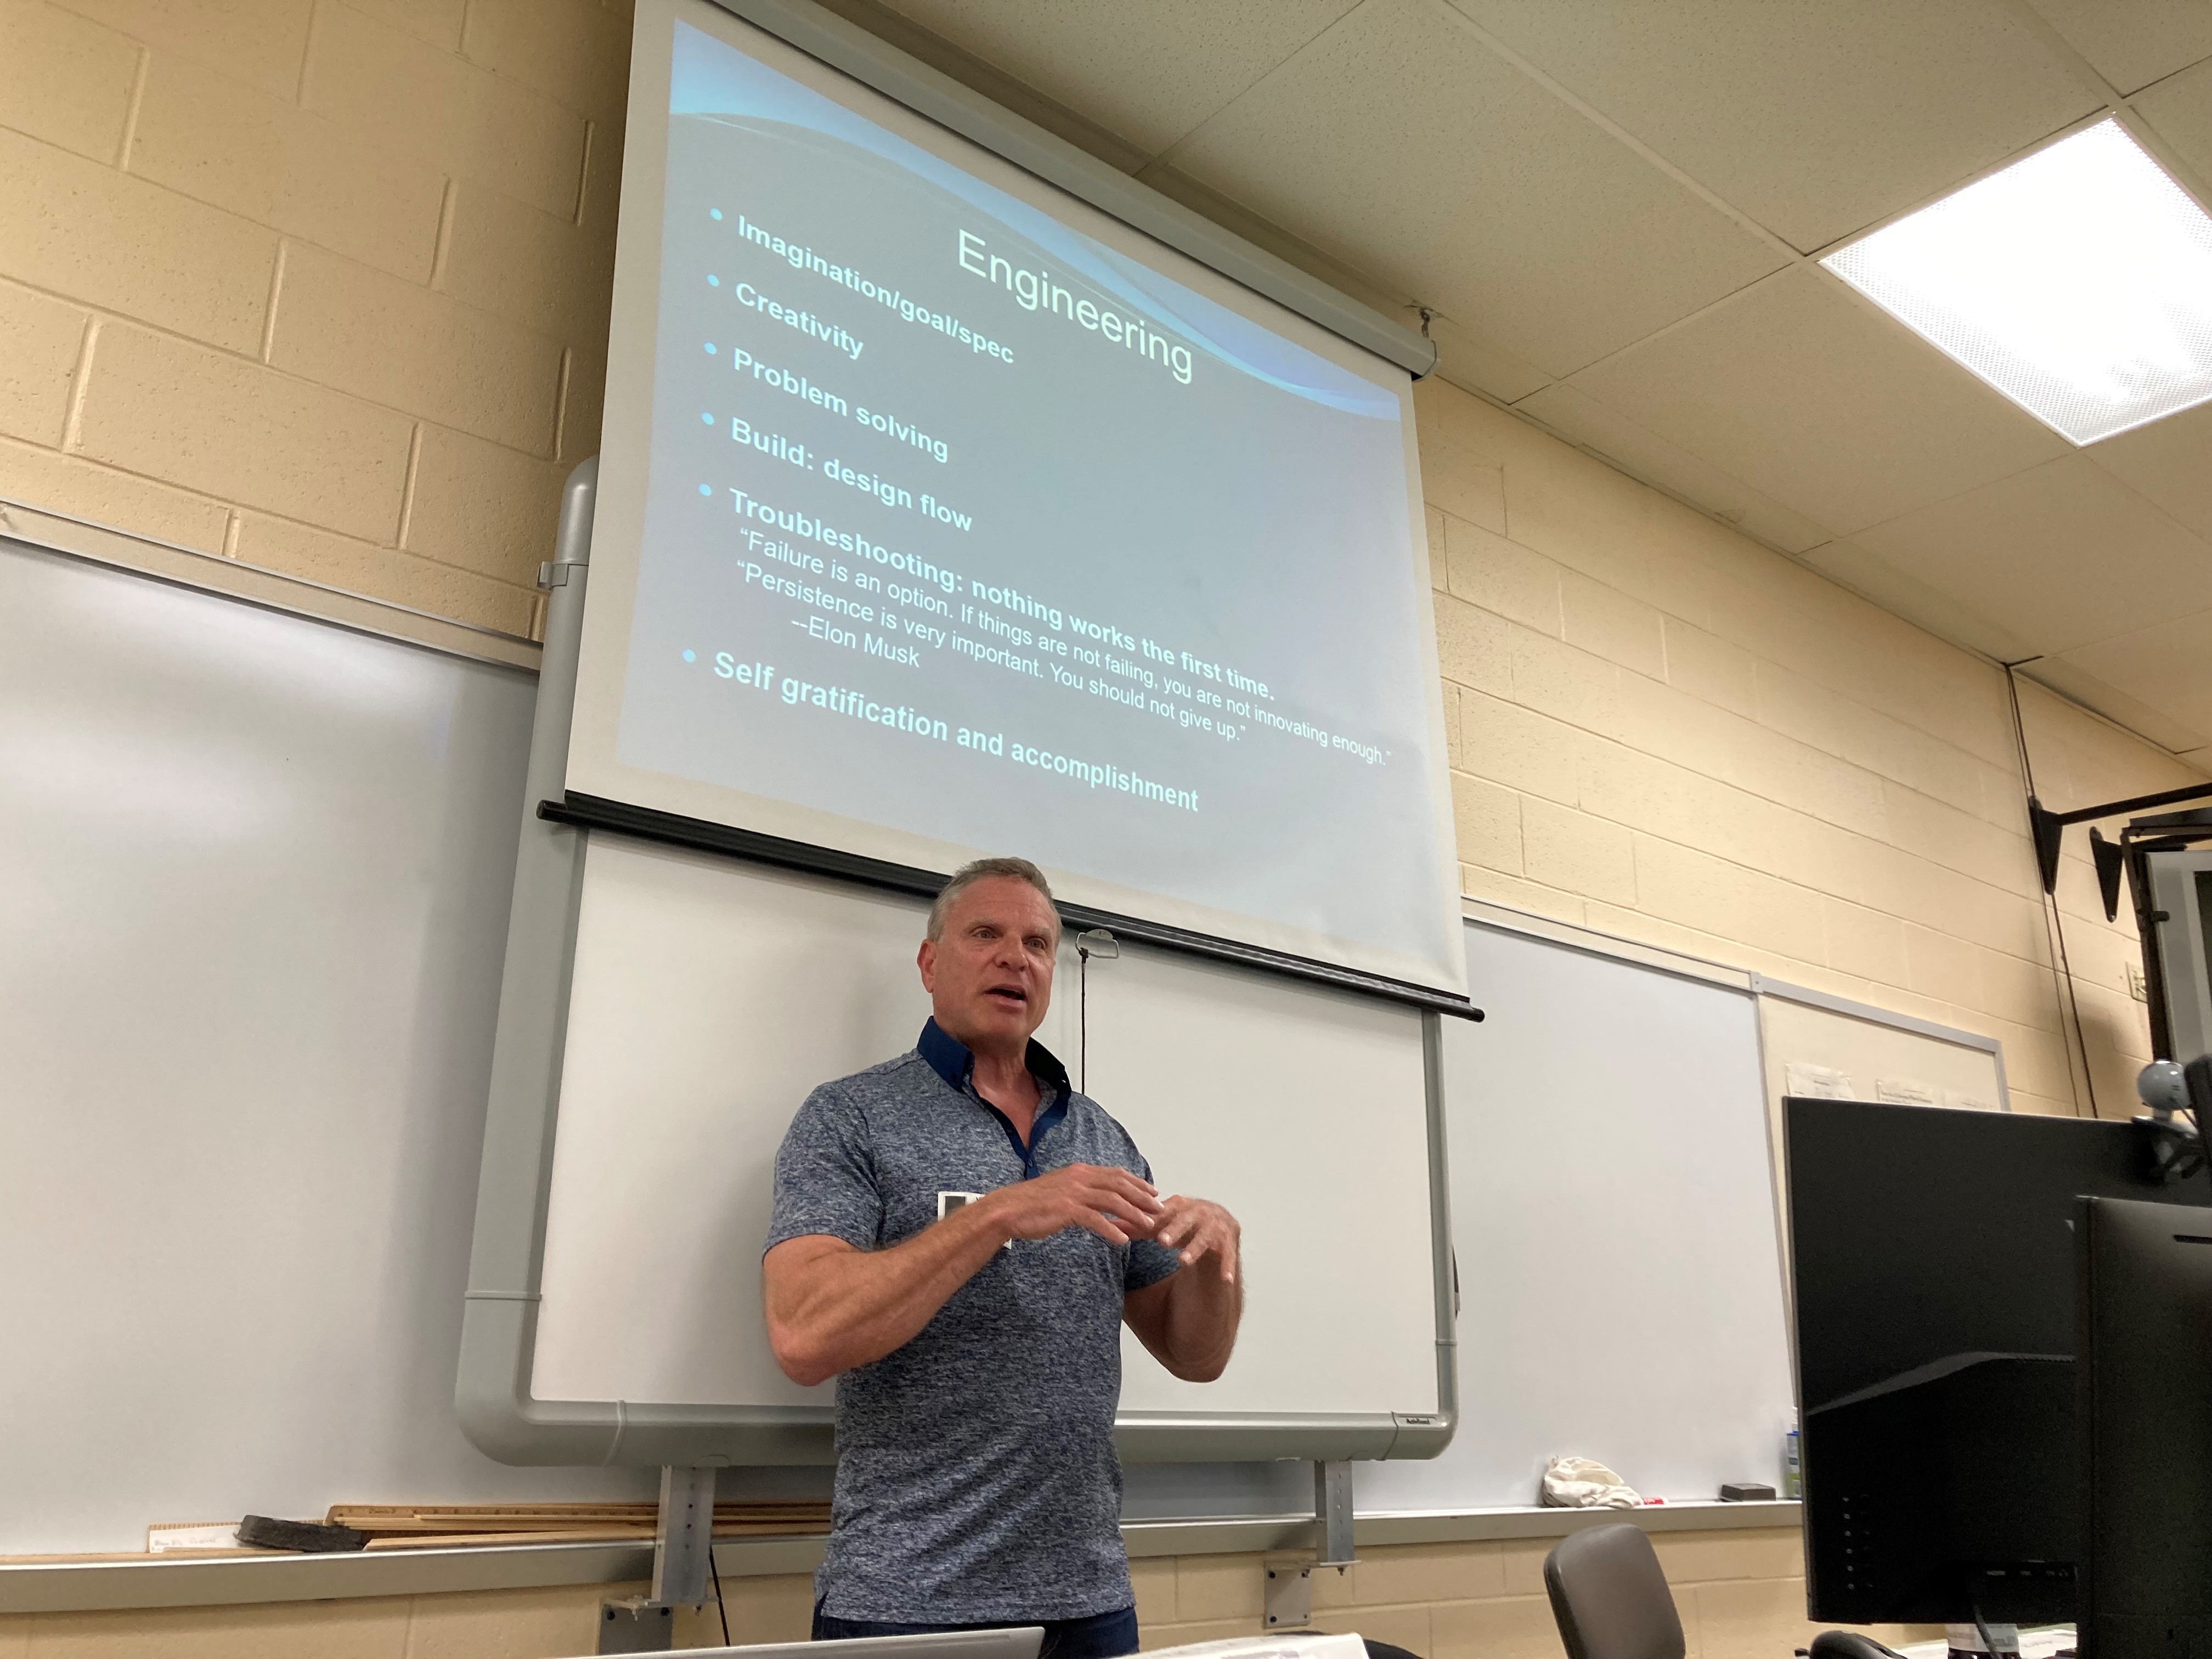 Engineering
• Imagination/goal/spec
• Creativity
• Problem solving
• Build: design flow
• Troubleshooting: nothing works the first time.
“Failure is an option. If things are not failing, you are not innovating enough.”
“Persistence is very important. You should not give up.”
--Elon Musk
• Self gratification and accomplishment